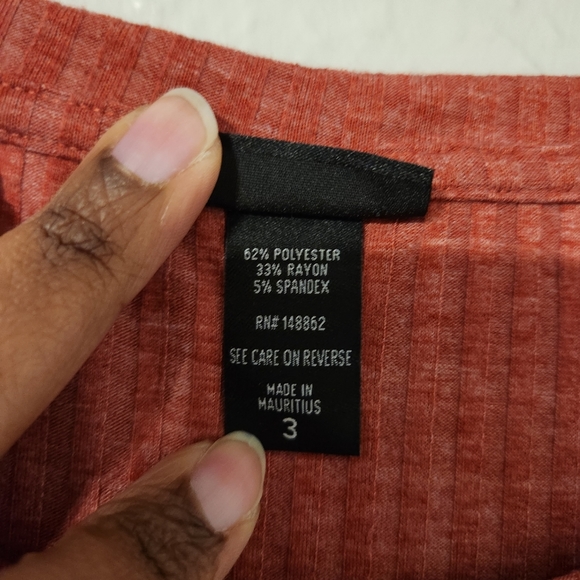 62% POLYESTER
33% RAYON
5% SPANDEX
RN# 148862
SEE CARE ON REVERSE
MADE IN
MAURITIUS
3